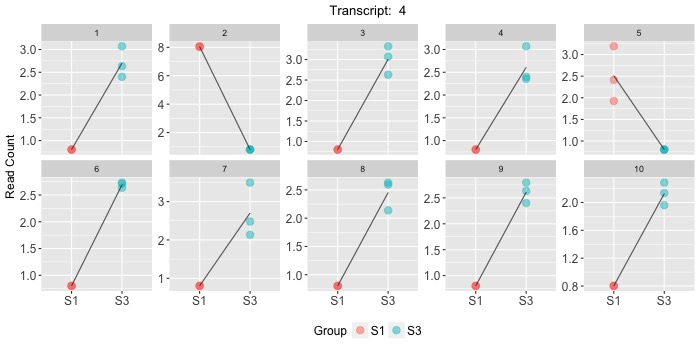 Transcript: 4
1 2 3 4 5
3.0 8 3.0 3.0 3.0
2.5 6 2.5 2.5 2.5
2.0 4 2.0 2.0 2.0
1.5 2 1.5 1.5 1.5
1.0 1.0 1.0 1.0
Read Count
6 7 8 9 10
2.5 3 2.5 2.5 2.0
2.0 2 2.0 2.0 1.6
1.5 1 1.5 1.5 1.2
1.0 1.0 1.0 0.8
S1 S3 S1 S3 S1 S3 S1 S3 S1 S3
Group S1 S3